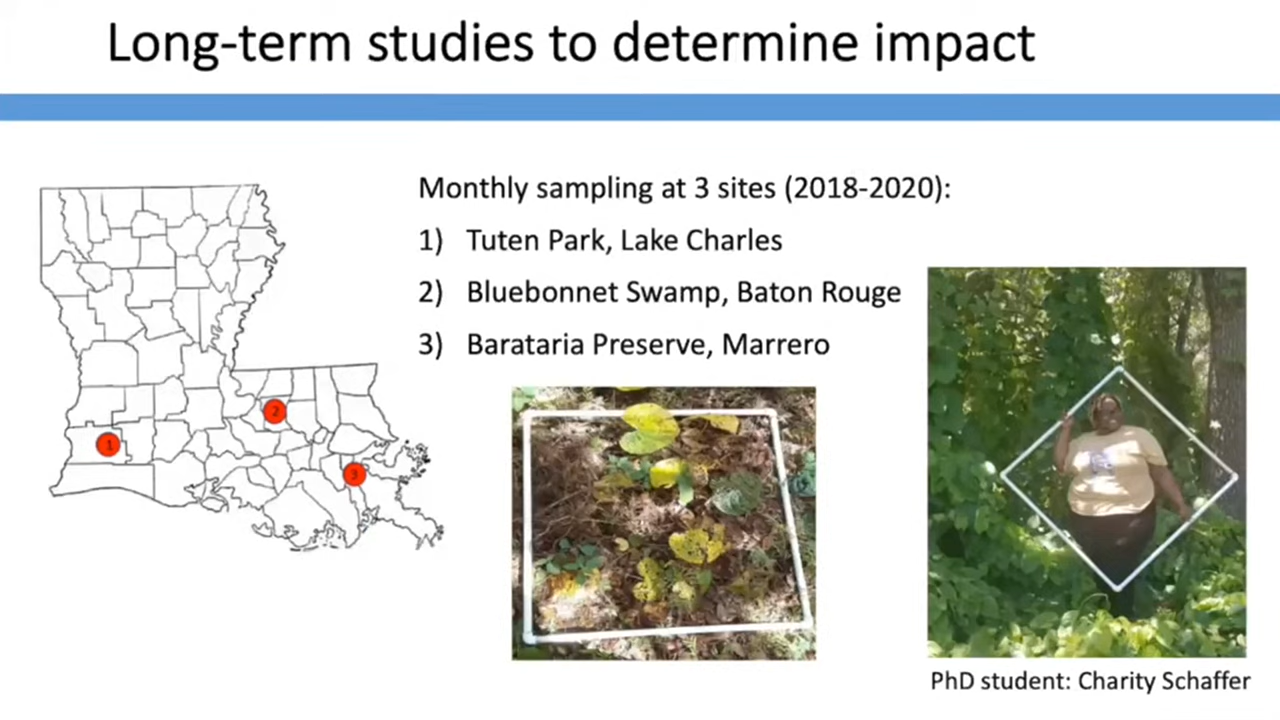 Long-term studies to determine impact
Monthly sampling at 3 sites (2018-2020):
1) Tuten Park, Lake Charles
2) Bluebonnet Swamp, Baton Rouge
3) Barataria Preserve, Marrero
1
2
3
PhD student: Charity Schaffer